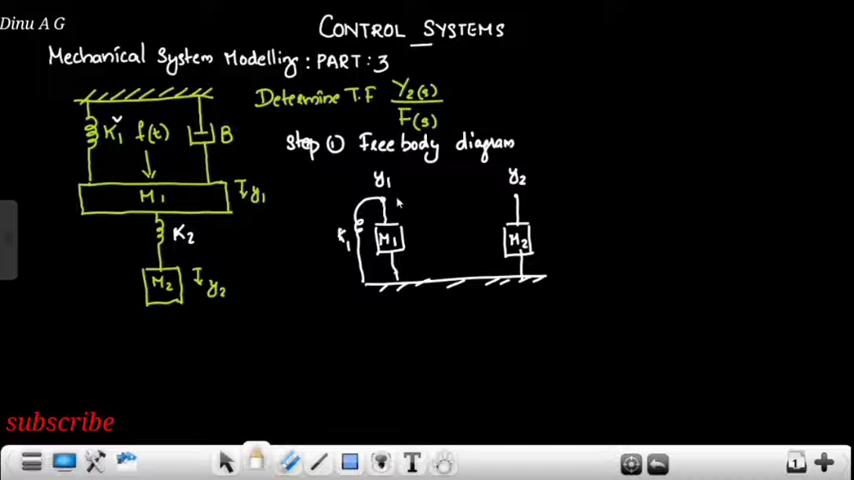 Dinu A G
CONTROL SYSTEMS
Mechanical System Modelling : PART : 3
Determine T.F Y2(s) / F(s)
K1 f(t) B
M1 y1
K2
M2 y2
Step ① Free body diagram
y1 y2
K1 M1 M2
subscribe
T 1